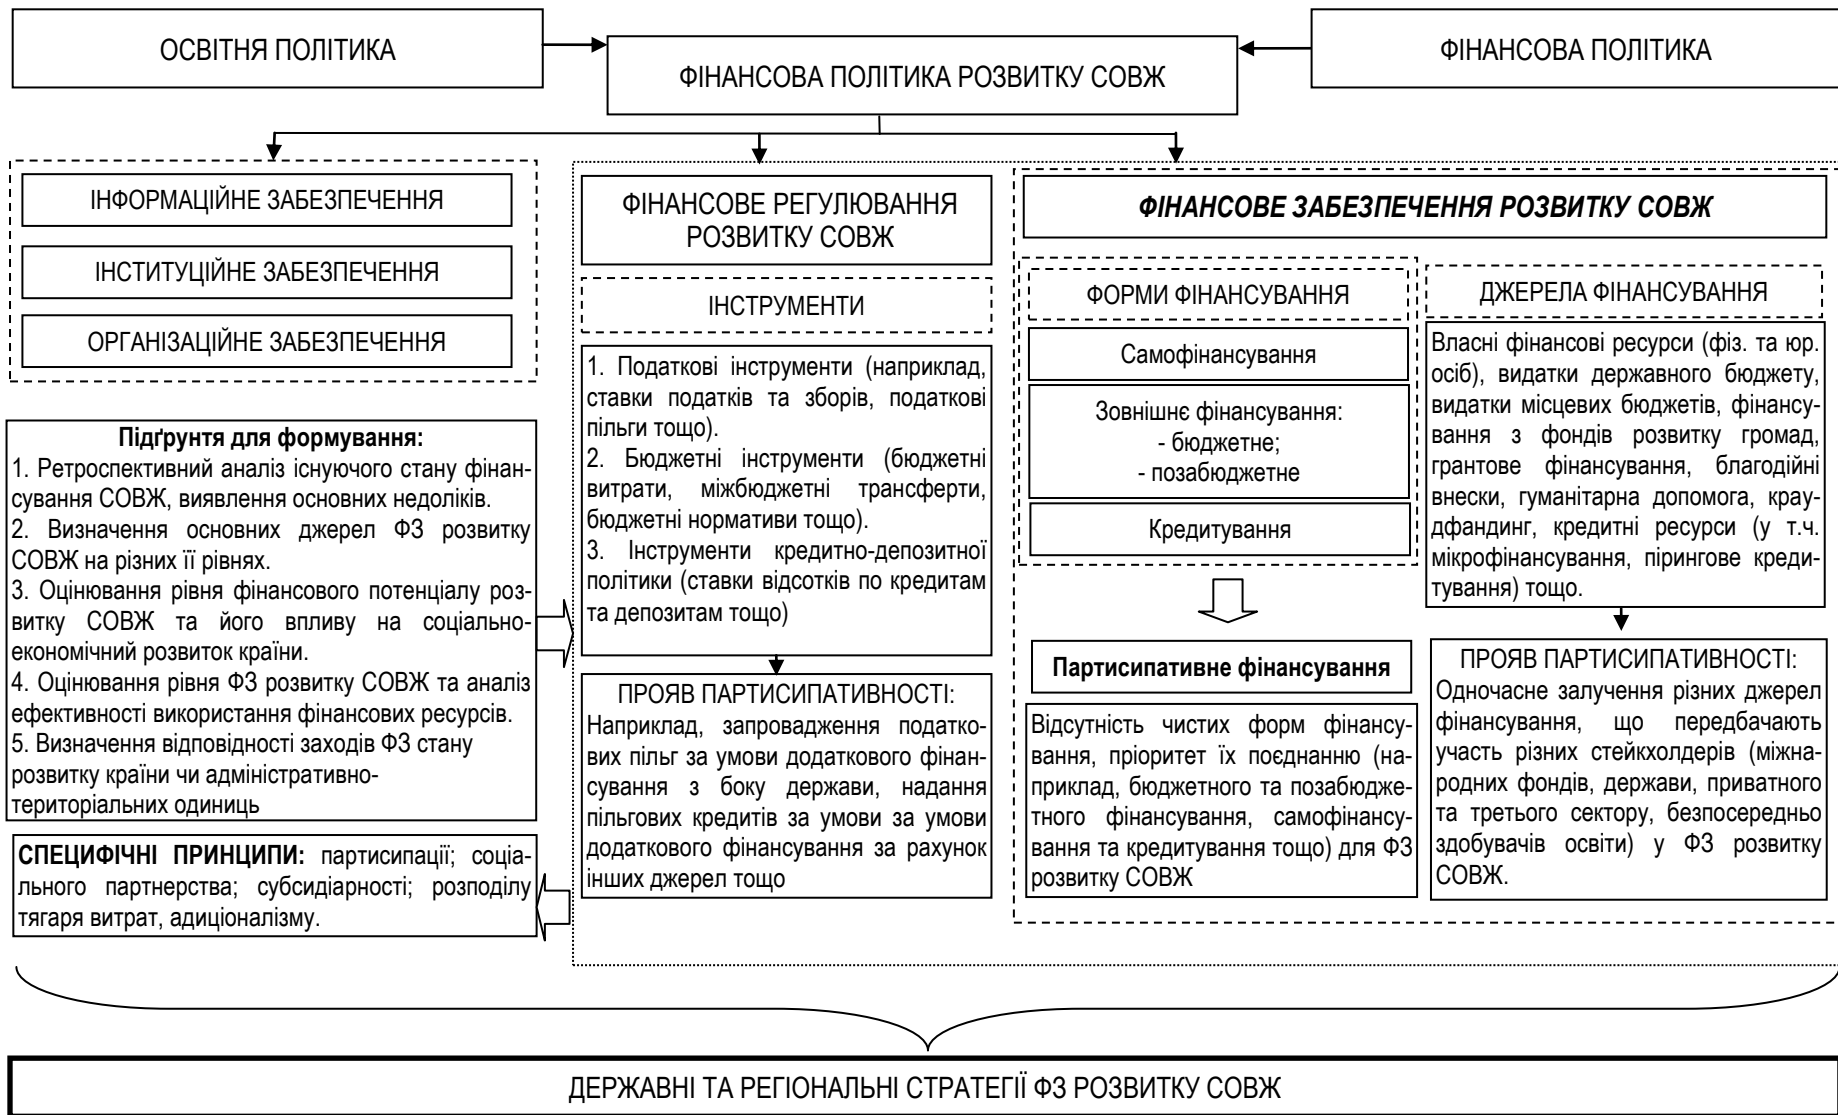 ОСВІТНЯ ПОЛІТИКА
ФІНАНСОВА ПОЛІТИКА РОЗВИТКУ СОВЖ
ФІНАНСОВА ПОЛІТИКА
ІНФОРМАЦІЙНЕ ЗАБЕЗПЕЧЕННЯ
ІНСТИТУЦІЙНЕ ЗАБЕЗПЕЧЕННЯ
ОРГАНІЗАЦІЙНЕ ЗАБЕЗПЕЧЕННЯ
Підґрунтя для формування:
1. Ретроспективний аналіз існуючого стану фінан-
сування СОВЖ, виявлення основних недоліків.
2. Визначення основних джерел ФЗ розвитку
СОВЖ на різних її рівнях.
3. Оцінювання рівня фінансового потенціалу роз-
витку СОВЖ та його впливу на соціально-
економічний розвиток країни.
4. Оцінювання рівня ФЗ розвитку СОВЖ та аналіз
ефективності використання фінансових ресурсів.
5. Визначення відповідності заходів ФЗ стану
розвитку країни чи адміністративно-
територіальних одиниць
СПЕЦИФІЧНІ ПРИНЦИПИ: партисипації; соціа-
льного партнерства; субсидіарності; розподілу
тягаря витрат, адиціоналізму.
ФІНАНСОВЕ РЕГУЛЮВАННЯ
РОЗВИТКУ СОВЖ
ІНСТРУМЕНТИ
1. Податкові інструменти (наприклад,
ставки податків та зборів, податкові
пільги тощо).
2. Бюджетні інструменти (бюджетні
витрати, міжбюджетні трансферти,
бюджетні нормативи тощо).
3. Інструменти кредитно-депозитної
політики (ставки відсотків по кредитам
та депозитам тощо)
ПРОЯВ ПАРТИСИПАТИВНОСТІ:
Наприклад, запровадження податко-
вих пільг за умови додаткового фінан-
сування з боку держави, надання
пільгових кредитів за умови за умови
додаткового фінансування за рахунок
інших джерел тощо
ФІНАНСОВЕ ЗАБЕЗПЕЧЕННЯ РОЗВИТКУ СОВЖ
ФОРМИ ФІНАНСУВАННЯ
Самофінансування
Зовнішнє фінансування:
- бюджетне;
- позабюджетне
Кредитування
Партисипативне фінансування
Відсутність чистих форм фінансу-
вання, пріоритет їх поєднанню (на-
приклад, бюджетного та позабюдже-
тного фінансування, самофінансу-
вання та кредитування тощо) для ФЗ
розвитку СОВЖ
ДЖЕРЕЛА ФІНАНСУВАННЯ
Власні фінансові ресурси (фіз. та юр.
осіб), видатки державного бюджету,
видатки місцевих бюджетів, фінансу-
вання з фондів розвитку громад,
грантове фінансування, благодійні
внески, гуманітарна допомога, крау-
дфандинг, кредитні ресурси (у т.ч.
мікрофінансування, пірингове креди-
тування) тощо.
ПРОЯВ ПАРТИСИПАТИВНОСТІ:
Одночасне залучення різних джерел
фінансування, що передбачають
участь різних стейкхолдерів (міжна-
родних фондів, держави, приватного
та третього сектору, безпосередньо
здобувачів освіти) у ФЗ розвитку
СОВЖ.
ДЕРЖАВНІ ТА РЕГІОНАЛЬНІ СТРАТЕГІЇ ФЗ РОЗВИТКУ СОВЖ